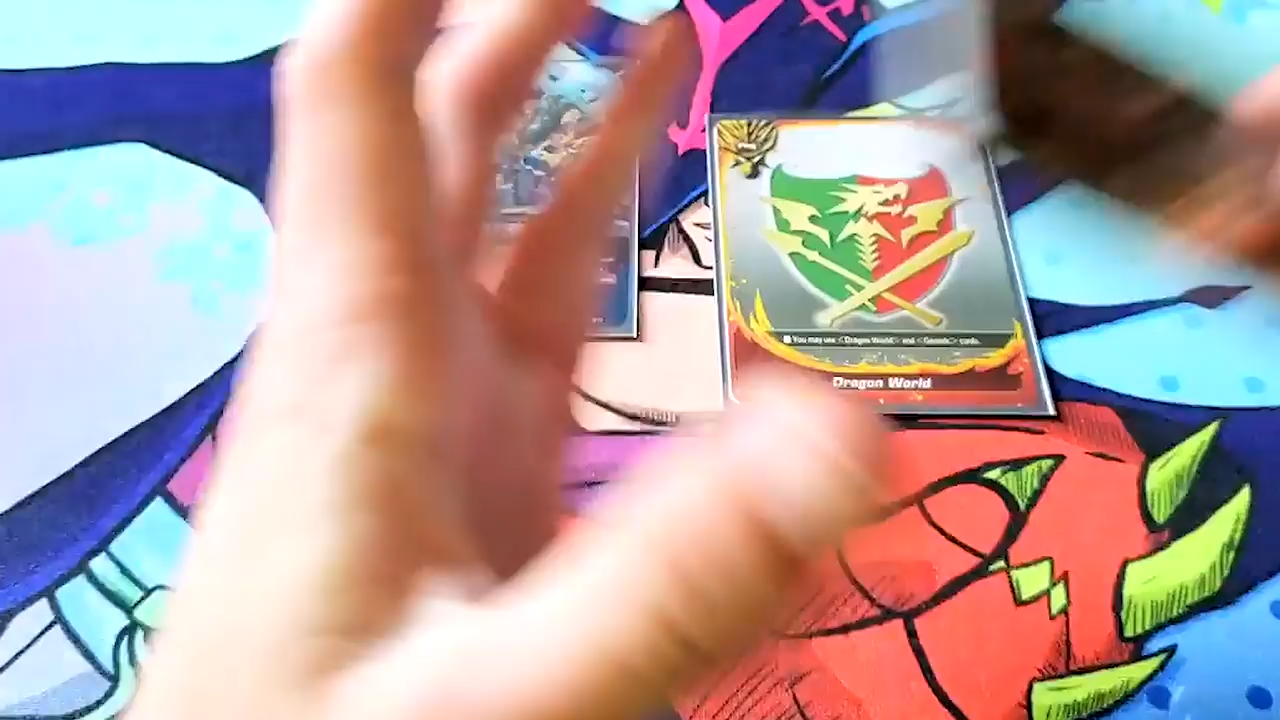 ■ You may use <Dragon World> and <Generic> cards.
Dragon World